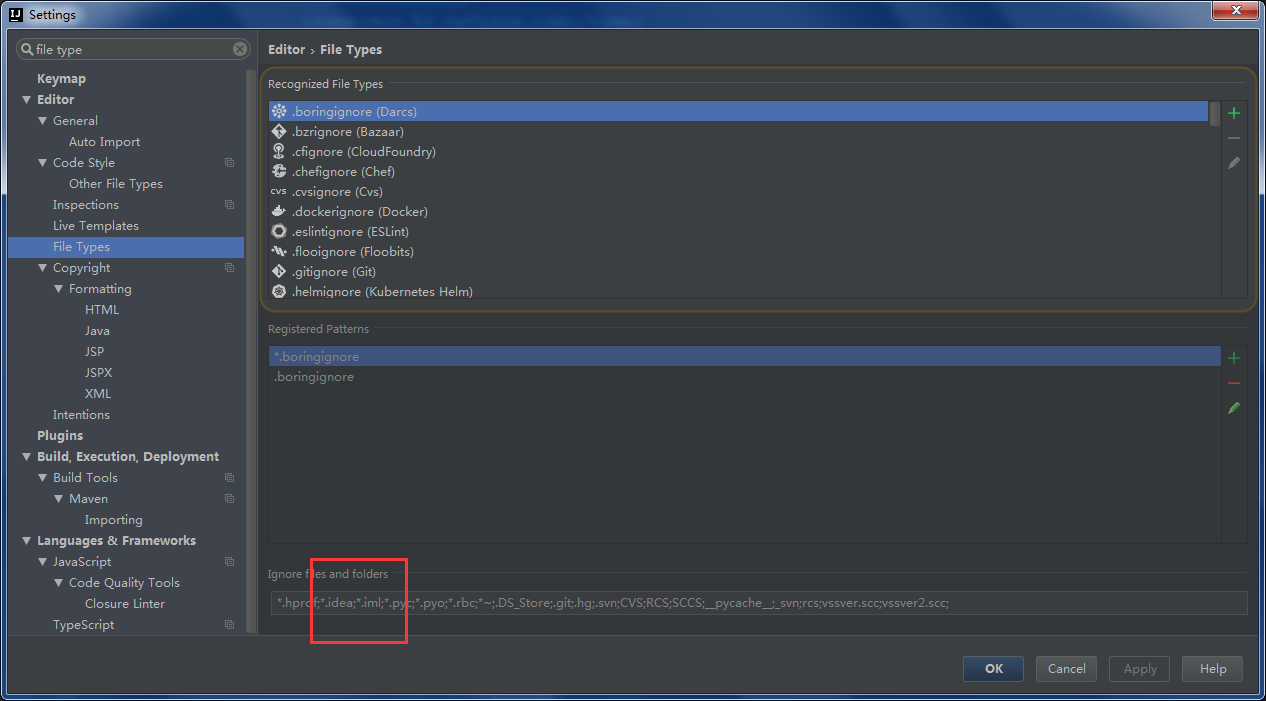 Settings
file type
Keymap
Editor
General
Auto Import
Code Style
Other File Types
Inspections
Live Templates
File Types
Copyright
Formatting
HTML
Java
JSP
JSPX
XML
Intentions
Plugins
Build, Execution, Deployment
Build Tools
Maven
Importing
Languages & Frameworks
JavaScript
Code Quality Tools
Closure Linter
TypeScript
Editor › File Types
Recognized File Types
.boringignore (Darcs)
.bzrignore (Bazaar)
.cfignore (CloudFoundry)
.chefignore (Chef)
CVS .cvsignore (Cvs)
.dockerignore (Docker)
.eslintignore (ESLint)
.flooignore (Floobits)
.gitignore (Git)
.helmignore (Kubernetes Helm)
Registered Patterns
*.boringignore
.boringignore
Ignore files and folders
*.hprof;*.idea;*.iml;*.pyc;*.pyo;*.rbc;*~;.DS_Store;.git;.hg;.svn;CVS;RCS;SCCS;__pycache__;_svn;rcs;vssver.scc;vssver2.scc;
OK
Cancel
Apply
Help